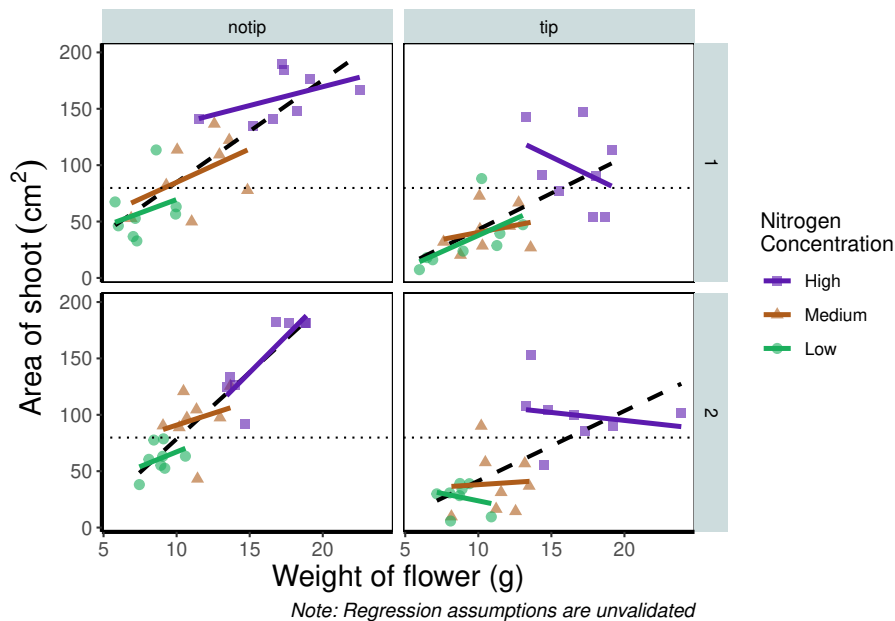 notip
tip
200
150
100
50
0
1
200
150
100
50
0
2
5
10
15
20
5
10
15
20
Area of shoot (cm²)
Weight of flower (g)
Note: Regression assumptions are unvalidated
Nitrogen
Concentration
High
Medium
Low